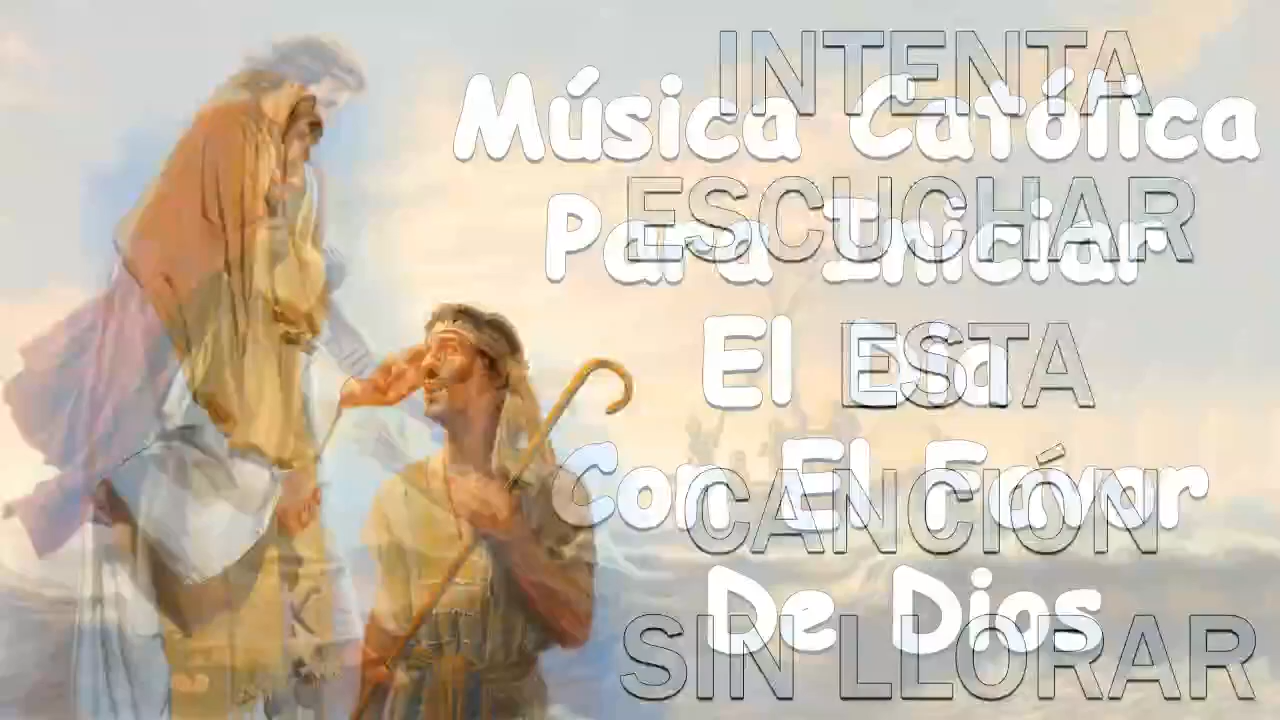 INTENTA
Música Católica
ESCUCHAR
Para Iniciar
ESTA
El Día
CANCIÓN
Con El Favor
SIN LLORAR
De Dios